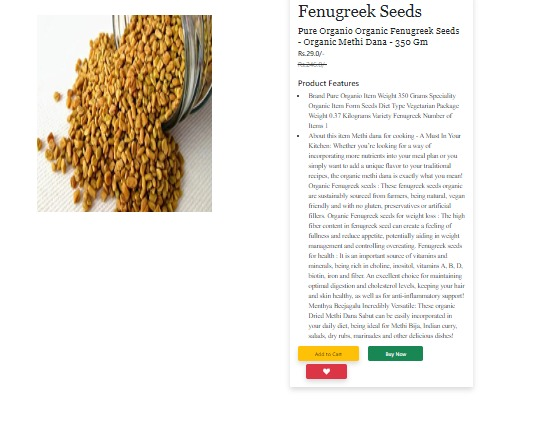 Fenugreek Seeds
Pure Organio Organic Fenugreek Seeds
- Organic Methi Dana - 350 Gm
Rs.29.0/-
Rs.246.0/-
Product Features
Brand Pure Organio Item Weight 350 Grams Speciality
Organic Item Form Seeds Diet Type Vegetarian Package
Weight 0.37 Kilograms Variety Fenugreek Number of
Items 1
About this item Methi dana for cooking - A Must In Your
Kitchen: Whether you're looking for a way of
incorporating more nutrients into your meal plan or you
simply want to add a unique flavor to your traditional
recipes, the organic methi dana is exactly what you mean!
Organic Fenugreek seeds : These fenugreek seeds organic
are sustainably sourced from farmers, being natural, vegan
friendly and with no gluten, preservatives or artificial
fillers. Organic Fenugreek seeds for weight loss : The high
fiber content in fenugreek seed can create a feeling of
fullness and reduce appetite, potentially aiding in weight
management and controlling overeating. Fenugreek seeds
for health : It is an important source of vitamins and
minerals, being rich in choline, inositol, vitamins A, B, D,
biotin, iron and fiber. An excellent choice for maintaining
optimal digestion and cholesterol levels, keeping your hair
and skin healthy, as well for anti-inflammatory support!
Menthya Beejagalu Incredibly Versatile: These organic
Dried Methi Dana Sabut can be easily incorporated in
your daily diet, being ideal for Methi Bija, Indian curry,
salads, dry rubs, marinades and other delicious dishes!
Add to Cart
Buy Now